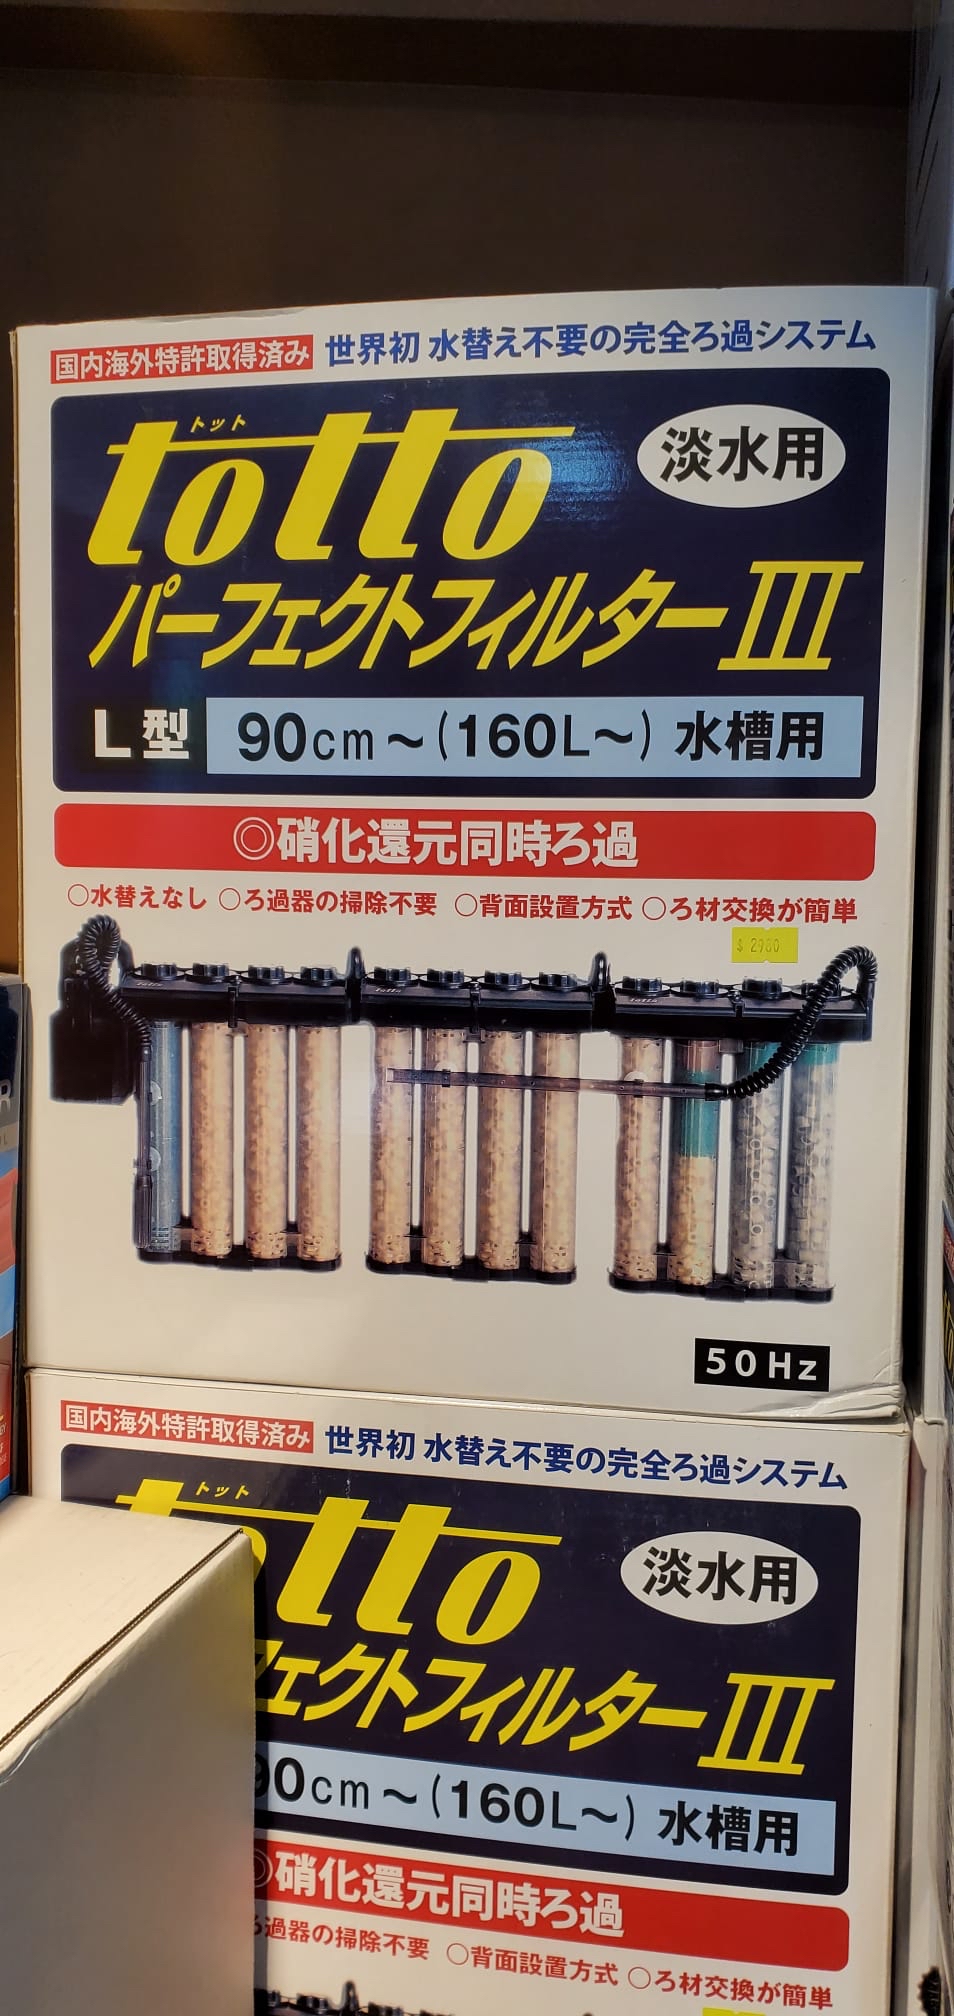 国内海外特許取得済み 世界初 水替え不要の完全ろ過システム
トット
totto
淡水用
パーフェクトフィルターIII
L型 90cm~(160L~) 水槽用
◎硝化還元同時ろ過
○水替えなし ○ろ過器の掃除不要 ○背面設置方式 ○ろ材交換が簡単
$ 2980
totto
totto
totto
50Hz
国内海外特許取得済み 世界初 水替え不要の完全ろ過システム
トット
totto
淡水用
フェクトフィルターIII
90cm~(160L~) 水槽用
◎硝化還元同時ろ過
ろ過器の掃除不要 ○背面設置方式 ○ろ材交換が簡単